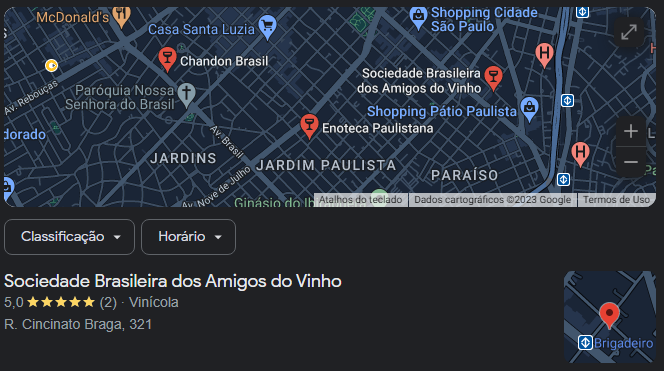 McDonald's
Casa Santa Luzia
Shopping Cidade
São Paulo
Chandon Brasil
Sociedade Brasileira
dos Amigos do Vinho
Av. Rebouças
Paróquia Nossa
Senhora do Brasil
Shopping Pátio Paulista
Enoteca Paulistana
dorado
Av. Brasil
JARDINS
JARDIM PAULISTA
PARAÍSO
Av. Nove de Julho
Ginásio do Ib
H
H
+
−
Atalhos do teclado
Dados cartográficos ©2023 Google
Termos de Uso
Classificação
Horário
Sociedade Brasileira dos Amigos do Vinho
5,0 ★★★★★ (2) · Vinícola
R. Cincinato Braga, 321
Brigadeiro